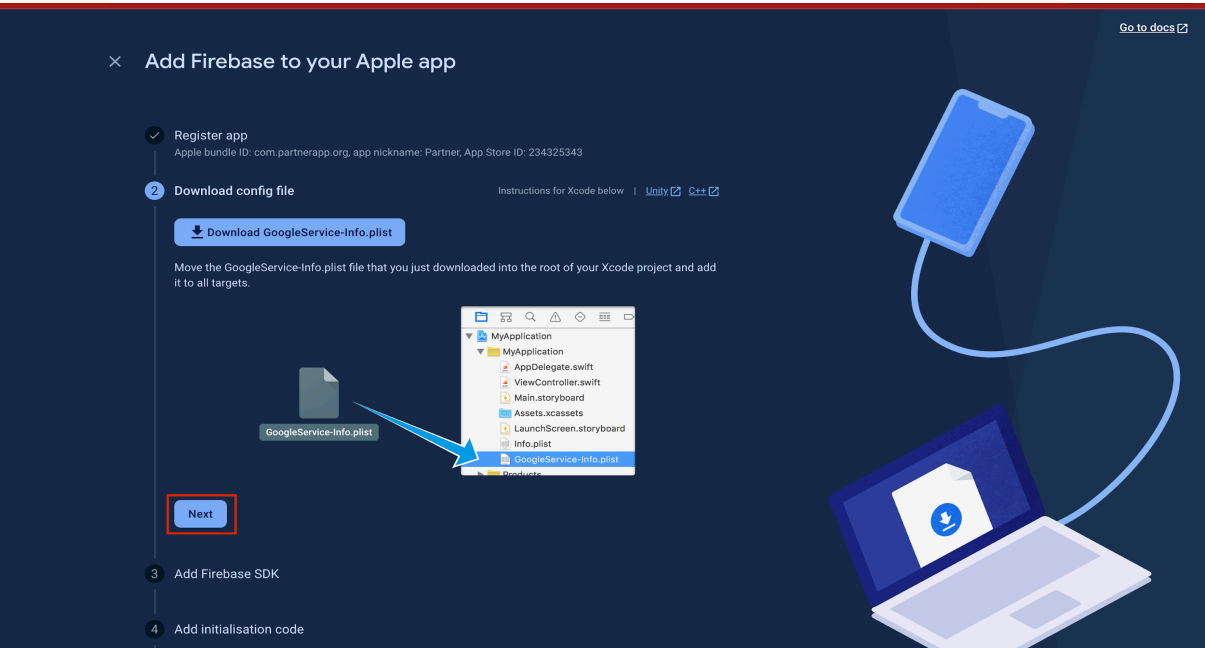 Go to docs
Add Firebase to your Apple app
Register app
Apple bundle ID: com.partnerapp.org, app nickname: Partner, App Store ID: 234325343
2 Download config file
Instructions for Xcode below | Unity C++
Download GoogleService-Info.plist
Move the GoogleService-Info.plist file that you just downloaded into the root of your Xcode project and add
it to all targets.
MyApplication
MyApplication
AppDelegate.swift
ViewController.swift
Main.storyboard
Assets.xcassets
LaunchScreen.storyboard
Info.plist
GoogleService-Info.plist
Products
GoogleService-Info.plist
Next
3 Add Firebase SDK
4 Add initialisation code